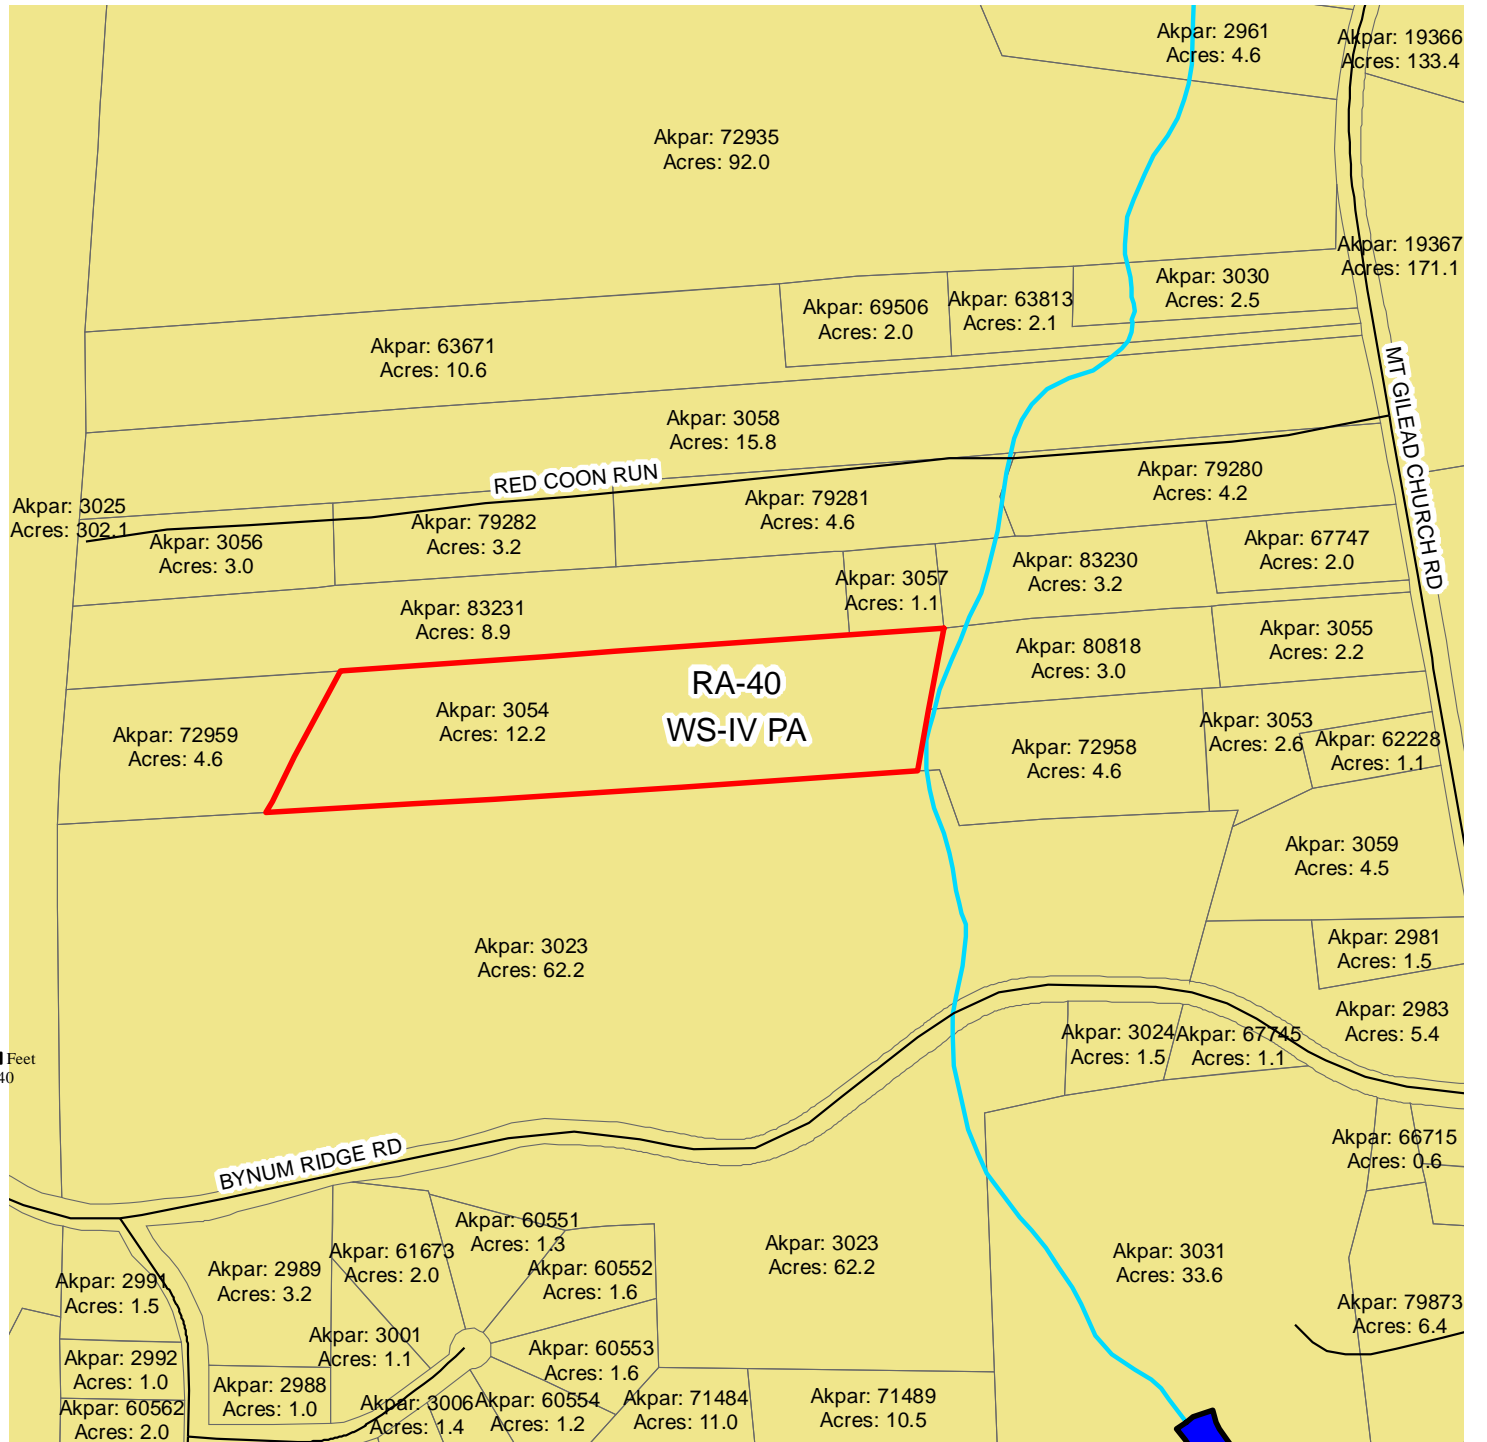 Akpar: 2961
Acres: 4.6
Akpar: 19366
Acres: 133.4
Akpar: 72935
Acres: 92.0
Akpar: 19367
Acres: 171.1
Akpar: 3030
Acres: 2.5
Akpar: 63813
Acres: 2.1
Akpar: 69506
Acres: 2.0
Akpar: 63671
Acres: 10.6
MT GILEAD CHURCH RD
Akpar: 3058
Acres: 15.8
RED COON RUN
Akpar: 79280
Acres: 4.2
Akpar: 79281
Acres: 4.6
Akpar: 3025
Acres: 302.1
Akpar: 79282
Acres: 3.2
Akpar: 3056
Acres: 3.0
Akpar: 67747
Acres: 2.0
Akpar: 83230
Acres: 3.2
Akpar: 3057
Acres: 1.1
Akpar: 83231
Acres: 8.9
Akpar: 3055
Acres: 2.2
Akpar: 80818
Acres: 3.0
RA-40
WS-IV PA
Akpar: 3054
Acres: 12.2
Akpar: 72959
Acres: 4.6
Akpar: 3053
Acres: 2.6
Akpar: 62228
Acres: 1.1
Akpar: 72958
Acres: 4.6
Akpar: 3059
Acres: 4.5
Akpar: 3023
Acres: 62.2
Akpar: 2981
Acres: 1.5
Akpar: 2983
Acres: 5.4
Akpar: 3024
Acres: 1.5
Akpar: 67745
Acres: 1.1
Feet
40
BYNUM RIDGE RD
Akpar: 66715
Acres: 0.6
Akpar: 60551
Acres: 1.3
Akpar: 61673
Acres: 2.0
Akpar: 2989
Acres: 3.2
Akpar: 2991
Acres: 1.5
Akpar: 60552
Acres: 1.6
Akpar: 3023
Acres: 62.2
Akpar: 3031
Acres: 33.6
Akpar: 79873
Acres: 6.4
Akpar: 3001
Acres: 1.1
Akpar: 60553
Acres: 1.6
Akpar: 2992
Acres: 1.0
Akpar: 2988
Acres: 1.0
Akpar: 60562
Acres: 2.0
Akpar: 3006
Acres: 1.4
Akpar: 60554
Acres: 1.2
Akpar: 71484
Acres: 11.0
Akpar: 71489
Acres: 10.5